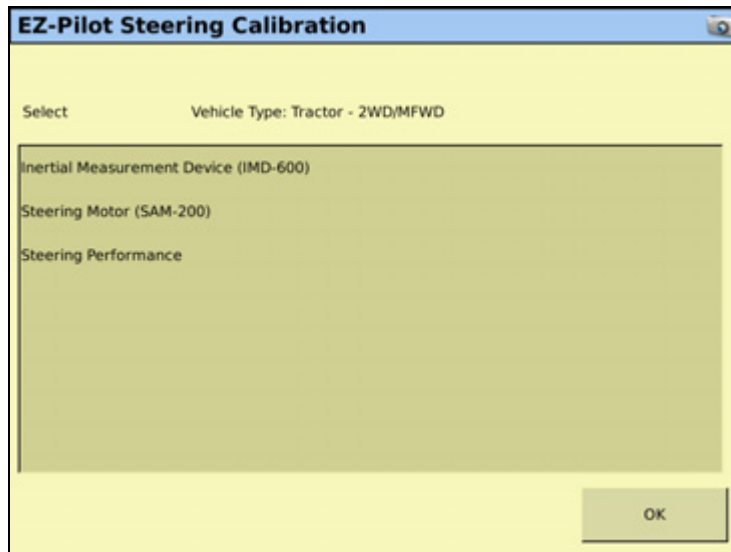 EZ-Pilot Steering Calibration
Select Vehicle Type: Tractor - 2WD/MFWD
Inertial Measurement Device (IMD-600)
Steering Motor (SAM-200)
Steering Performance
OK